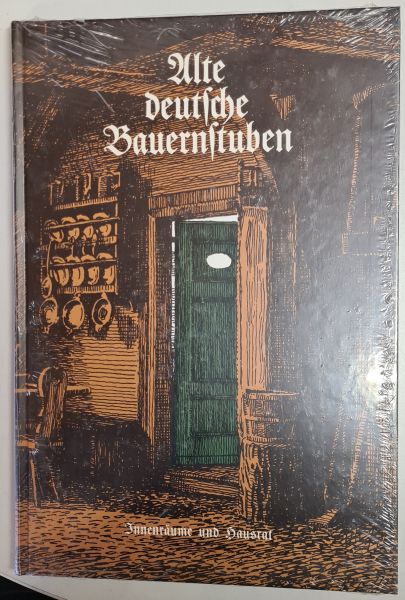 Alte
deutſche
Bauernſtuben
Innenräume und Hausrat